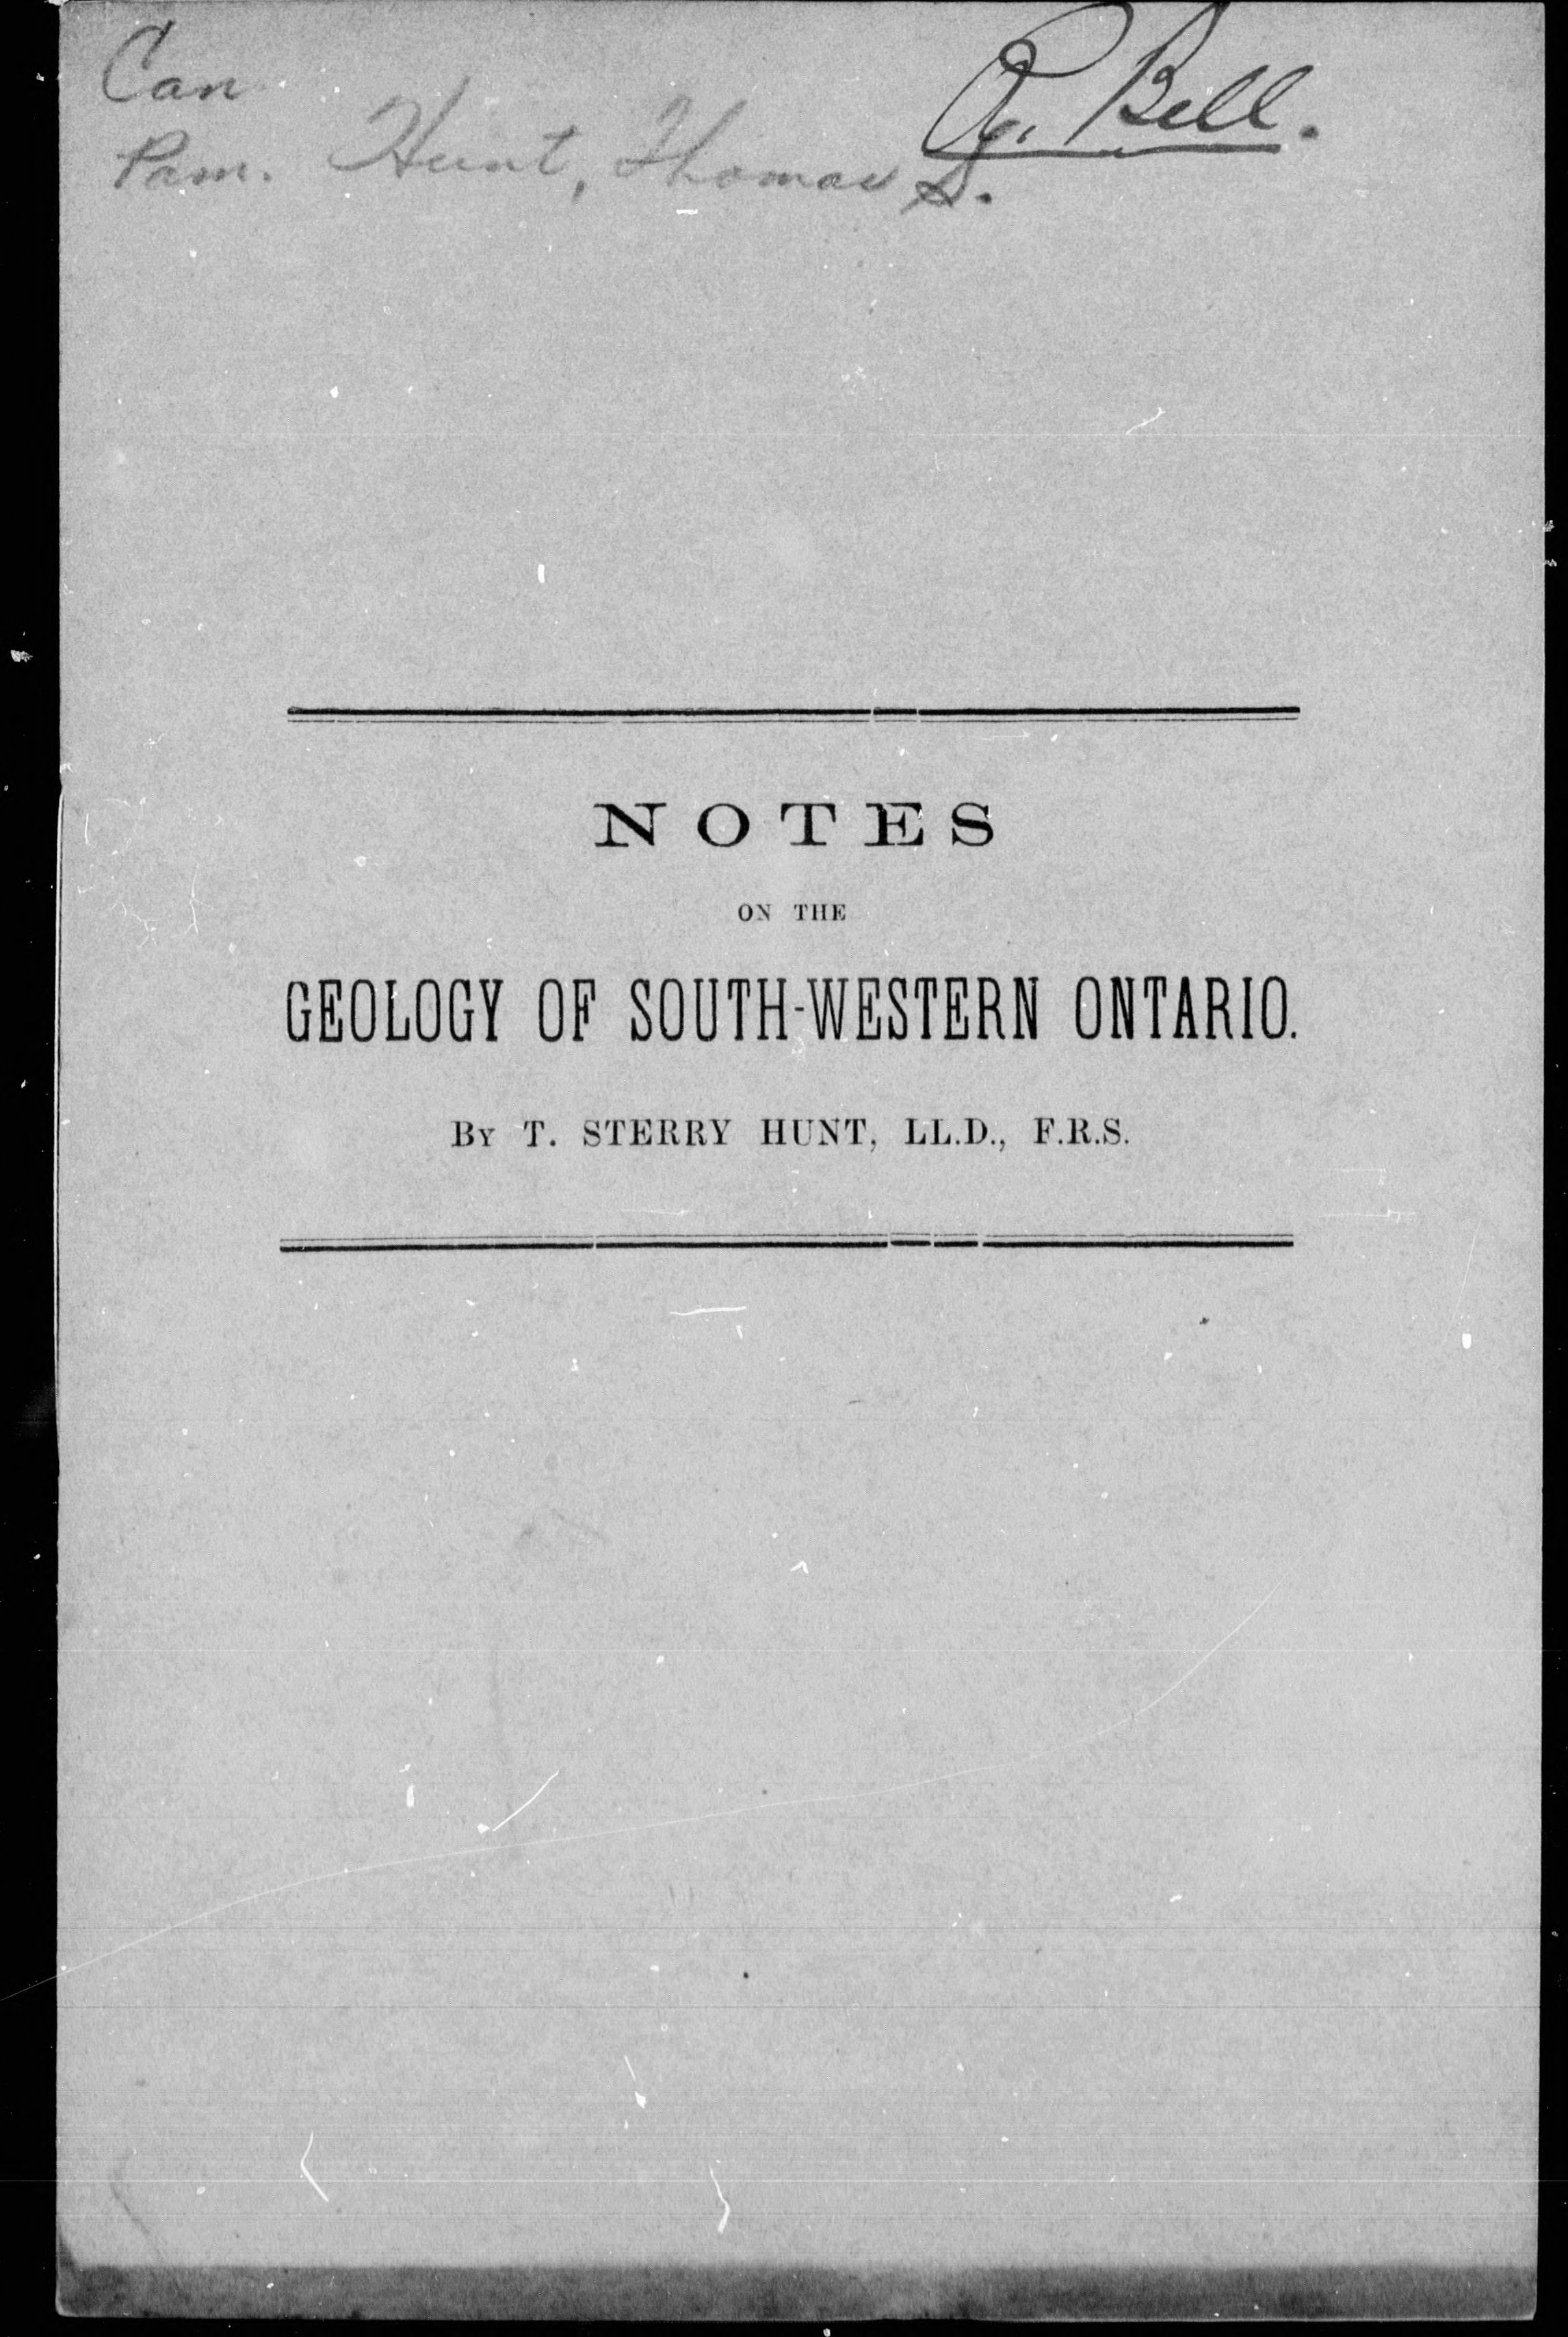 Can
R. Bell.
Pam. Hunt, Thomas S.
NOTES
ON THE
GEOLOGY OF SOUTH-WESTERN ONTARIO.
By T. STERRY HUNT, LL.D., F.R.S.